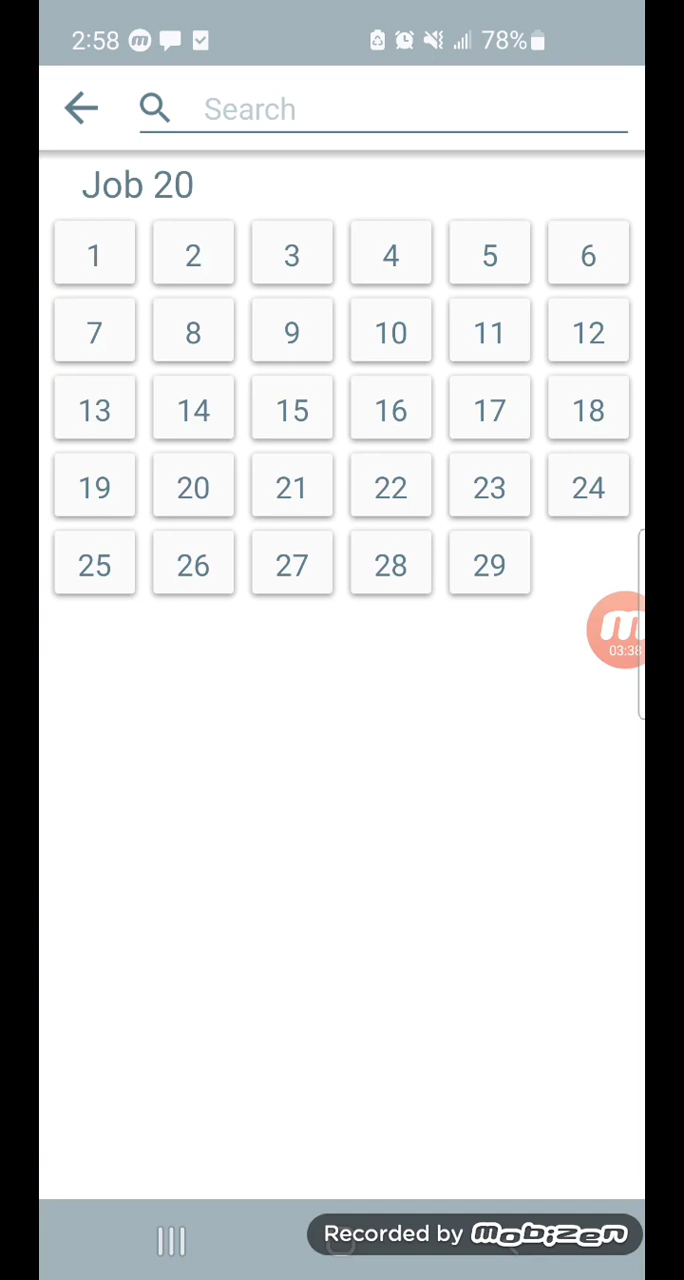 2:58 78%
Search
Job 20
1 2 3 4 5 6
7 8 9 10 11 12
13 14 15 16 17 18
19 20 21 22 23 24
25 26 27 28 29
m
03:38
Recorded by mobizen